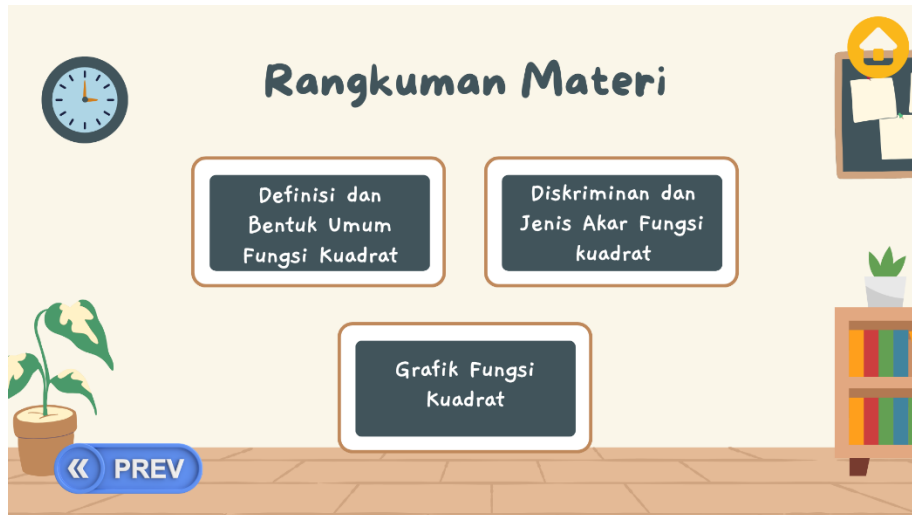 Rangkuman Materi
Definisi dan
Bentuk Umum
Fungsi Kuadrat
Diskriminan dan
Jenis Akar Fungsi
kuadrat
Grafik Fungsi
Kuadrat
« PREV